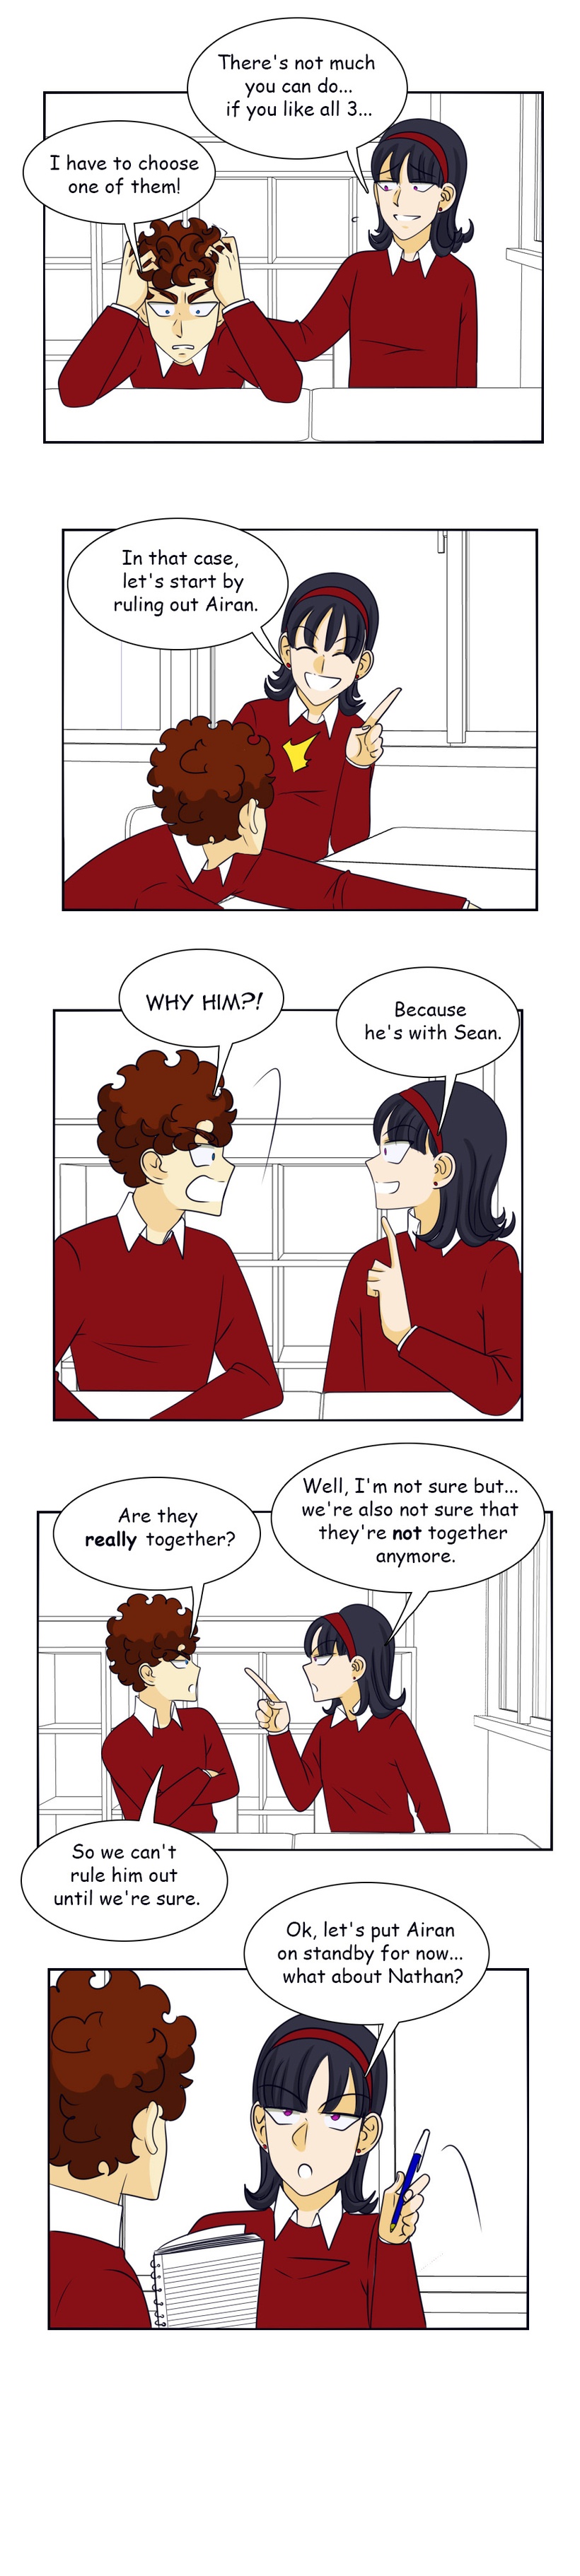 There's not much
you can do...
if you like all 3...
I have to choose
one of them!
In that case,
let's start by
ruling out Airan.
WHY HIM?!
Because
he's with Sean.
Are they
really together?
Well, I'm not sure but...
we're also not sure that
they're not together
anymore.
So we can't
rule him out
until we're sure.
Ok, let's put Airan
on standby for now...
what about Nathan?